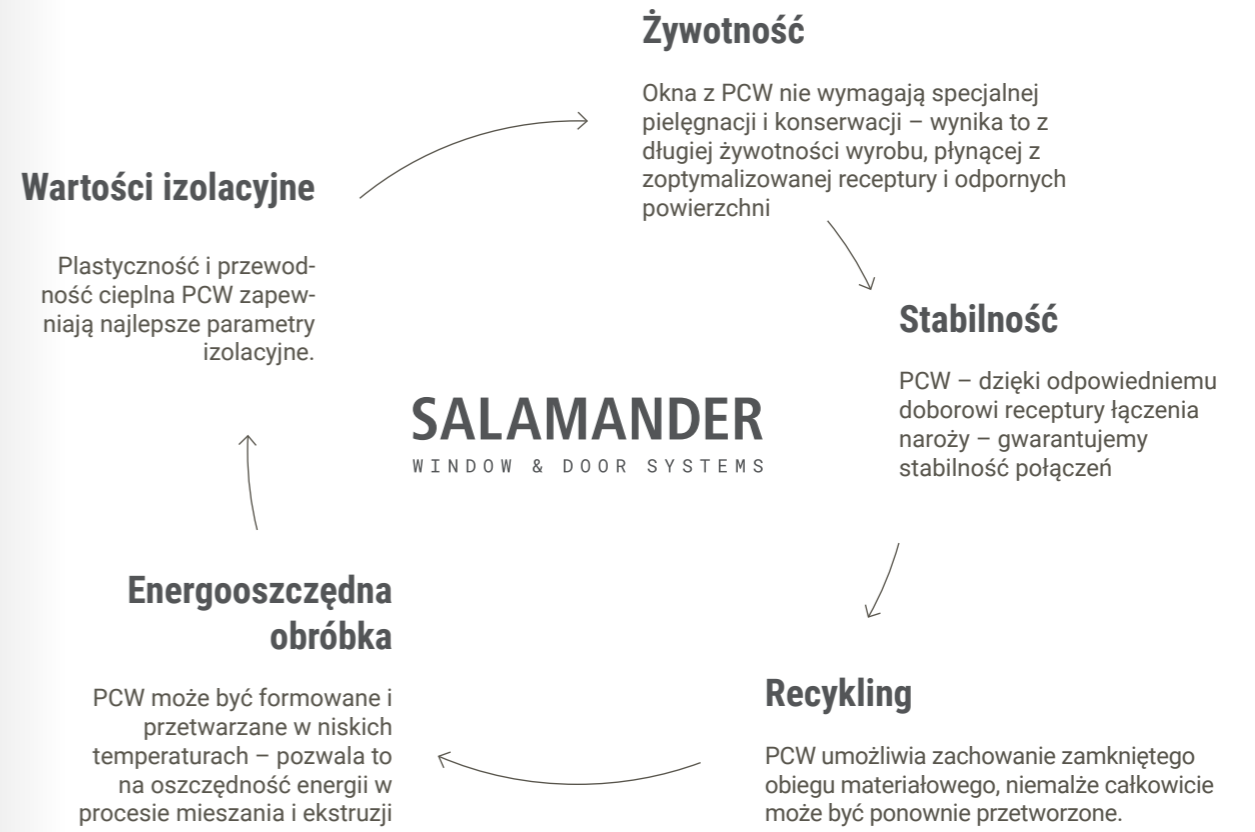 Żywotność
Okna z PCW nie wymagają specjalnej
pielęgnacji i konserwacji – wynika to z
długiej żywotności wyrobu, płynącej z
zoptymalizowanej receptury i odpornych
powierzchni
Wartości izolacyjne
Plastyczność i przewod-
ność cieplna PCW zapew-
niają najlepsze parametry
izolacyjne.
Stabilność
PCW – dzięki odpowiedniemu
doborowi receptury łączenia
naroży – gwarantujemy
stabilność połączeń
SALAMANDER
WINDOW & DOOR SYSTEMS
Energooszczędna
obróbka
PCW może być formowane i
przetwarzane w niskich
temperaturach – pozwala to
na oszczędność energii w
procesie mieszania i ekstruzji
Recykling
PCW umożliwia zachowanie zamkniętego
obiegu materiałowego, niemalże całkowicie
może być ponownie przetworzone.